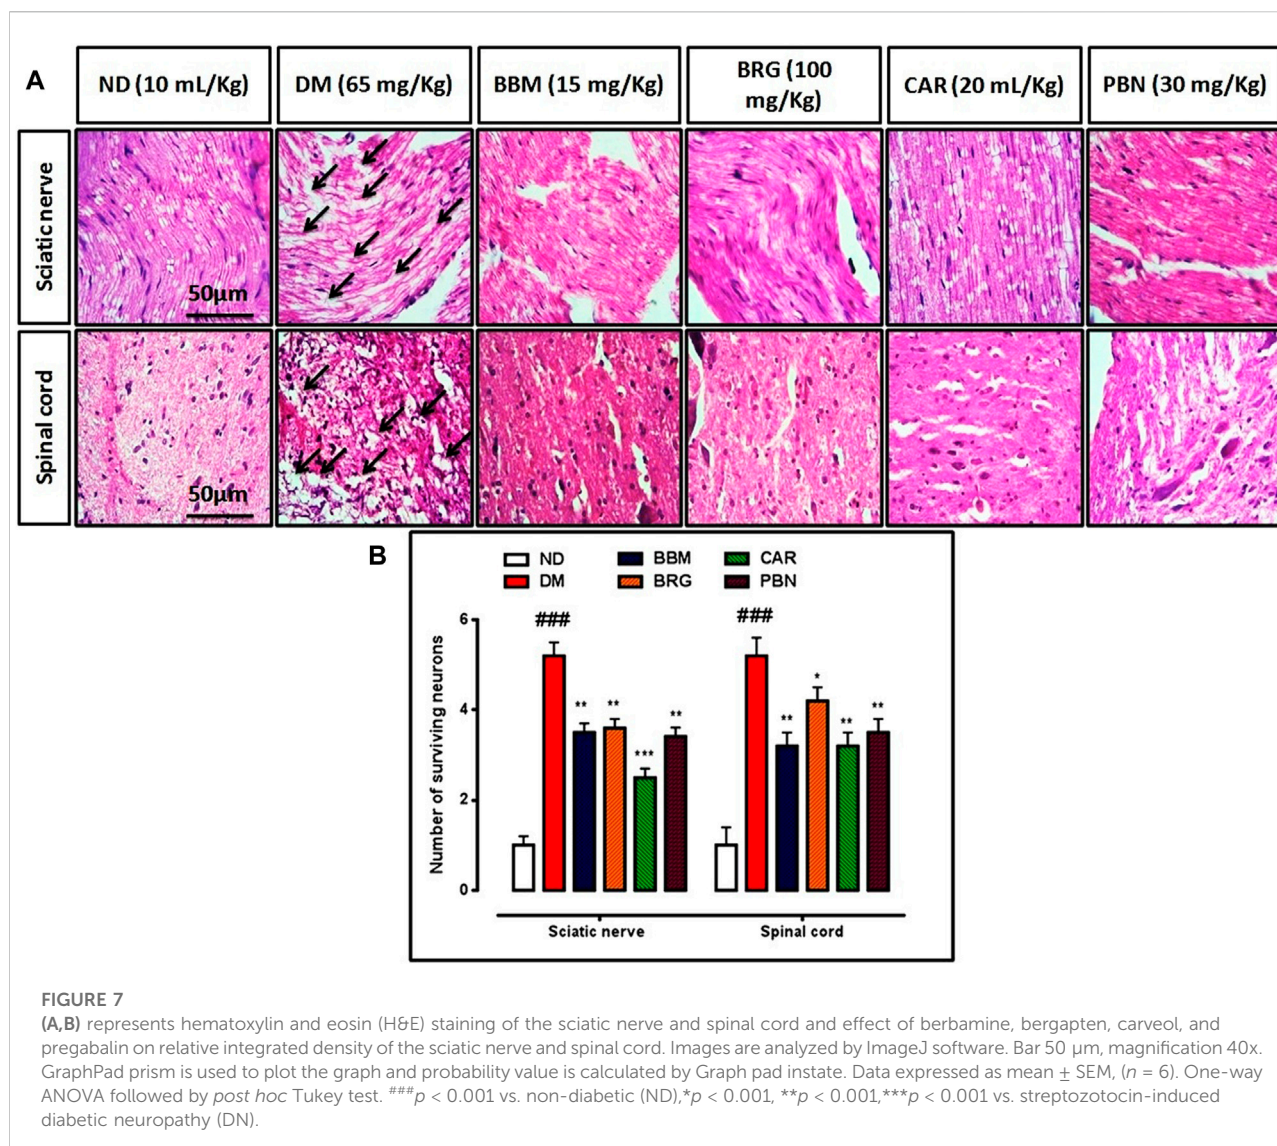 A
ND (10 mL/Kg)
DM (65 mg/Kg)
BBM (15 mg/Kg)
BRG (100
mg/Kg)
CAR (20 mL/Kg)
PBN (30 mg/Kg)
Sciatic nerve
50μm
Spinal cord
50μm
B
ND
BBM
CAR
DM
BRG
PBN
Number of surviving neurons
6
4
2
0
###
**
**
***
**
###
**
*
**
**
Sciatic nerve
Spinal cord
FIGURE 7
(A,B) represents hematoxylin and eosin (H&E) staining of the sciatic nerve and spinal cord and effect of berbamine, bergapten, carveol, and
pregabalin on relative integrated density of the sciatic nerve and spinal cord. Images are analyzed by ImageJ software. Bar 50 μm, magnification 40x.
GraphPad prism is used to plot the graph and probability value is calculated by Graph pad instate. Data expressed as mean ± SEM, (n = 6). One-way
ANOVA followed by post hoc Tukey test. ###p < 0.001 vs. non-diabetic (ND),*p < 0.001, **p < 0.001,***p < 0.001 vs. streptozotocin-induced
diabetic neuropathy (DN).